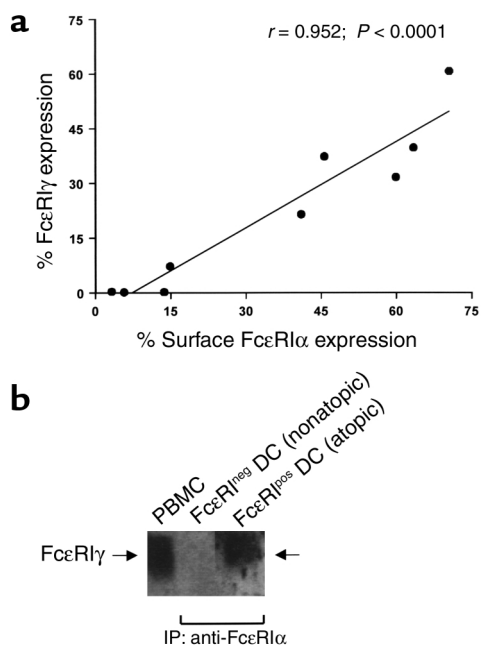 a
r = 0.952; P < 0.0001
75
60
45
30
15
0
% FcεRIγ expression
0 15 30 45 60 75
% Surface FcεRIα expression
b
PBMC
FcεRIneg DC (nonatopic)
FcεRIpos DC (atopic)
FcεRIγ
IP: anti-FcεRIα